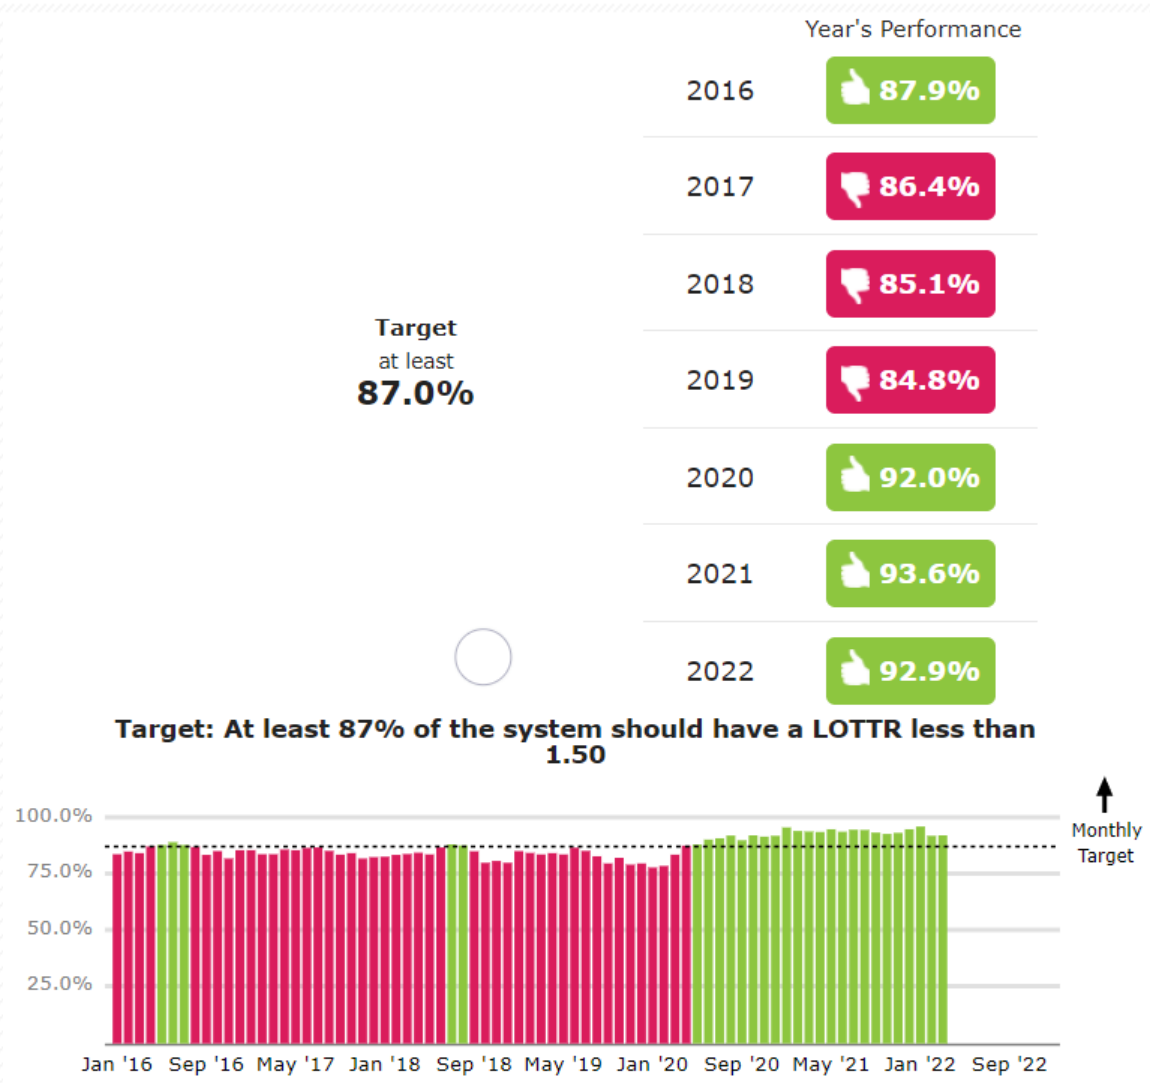 Year's Performance
2016 87.9%
2017 86.4%
2018 85.1%
Target
at least
87.0%
2019 84.8%
2020 92.0%
2021 93.6%
2022 92.9%
Target: At least 87% of the system should have a LOTTR less than
1.50
100.0%
75.0%
50.0%
25.0%
Monthly
Target
Jan '16 Sep '16 May '17 Jan '18 Sep '18 May '19 Jan '20 Sep '20 May '21 Jan '22 Sep '22